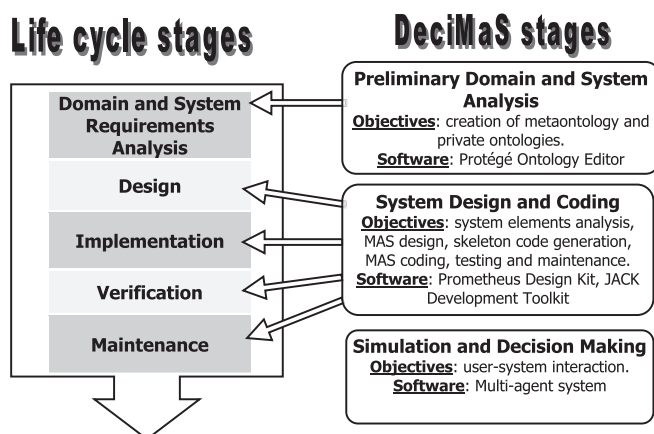 Life cycle stages
Domain and System
Requirements
Analysis
Design
Implementation
Verification
Maintenance
DeciMaS stages
Preliminary Domain and System
Analysis
Objectives: creation of metaontology and
private ontologies.
Software: Protégé Ontology Editor
System Design and Coding
Objectives: system elements analysis,
MAS design, skeleton code generation,
MAS coding, testing and maintenance.
Software: Prometheus Design Kit, JACK
Development Toolkit
Simulation and Decision Making
Objectives: user-system interaction.
Software: Multi-agent system